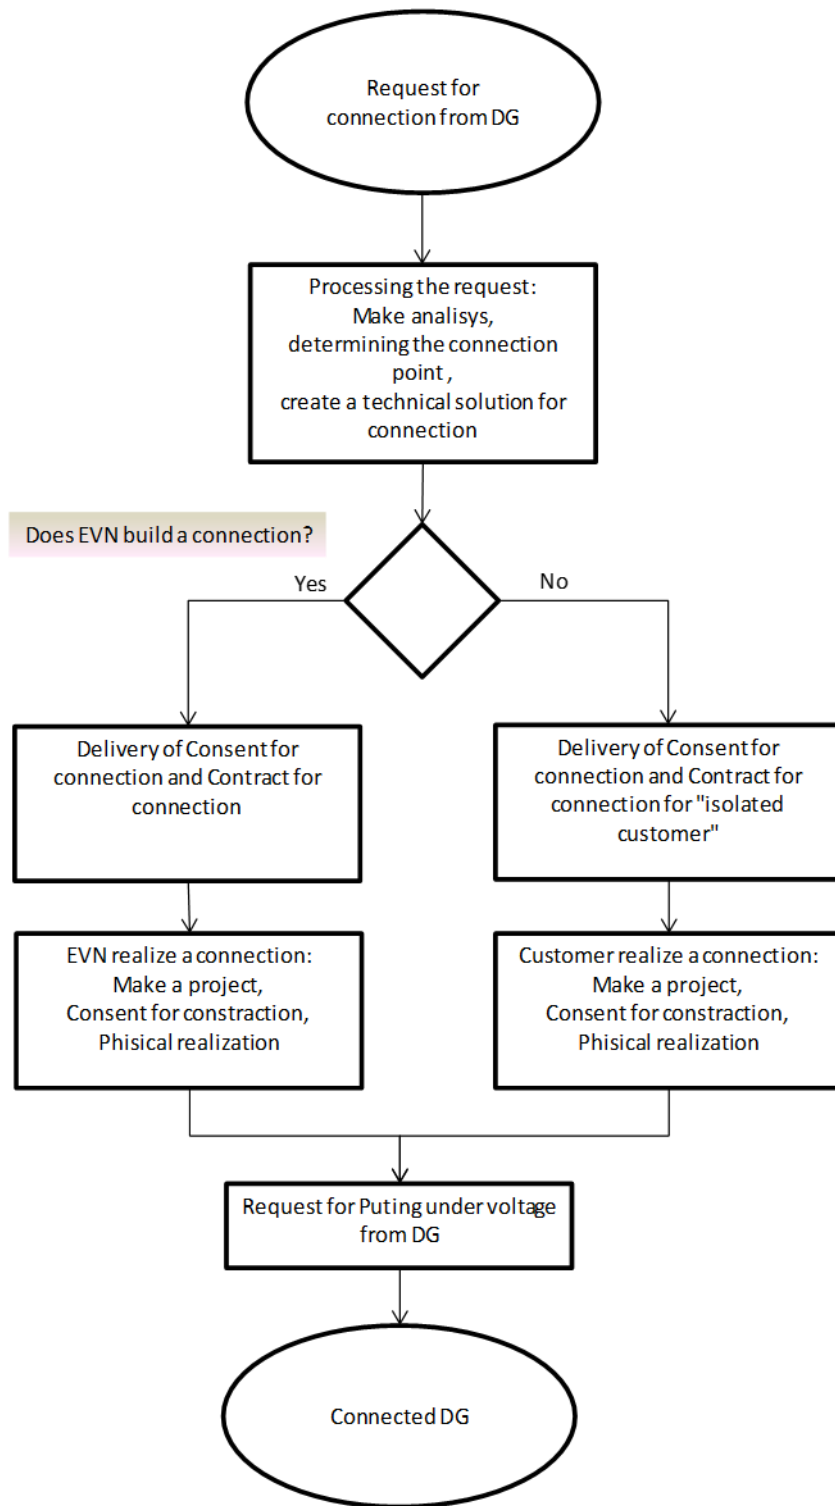 Request for
connection from DG
Processing the request:
Make analisys,
determining the connection
point ,
create a technical solution for
connection
Does EVN build a connection?
Yes
No
Delivery of Consent for
connection and Contract for
connection
Delivery of Consent for
connection and Contract for
connection for "isolated
customer"
EVN realize a connection:
Make a project,
Consent for constraction,
Phisical realization
Customer realize a connection:
Make a project,
Consent for constraction,
Phisical realization
Request for Puting under voltage
from DG
Connected DG